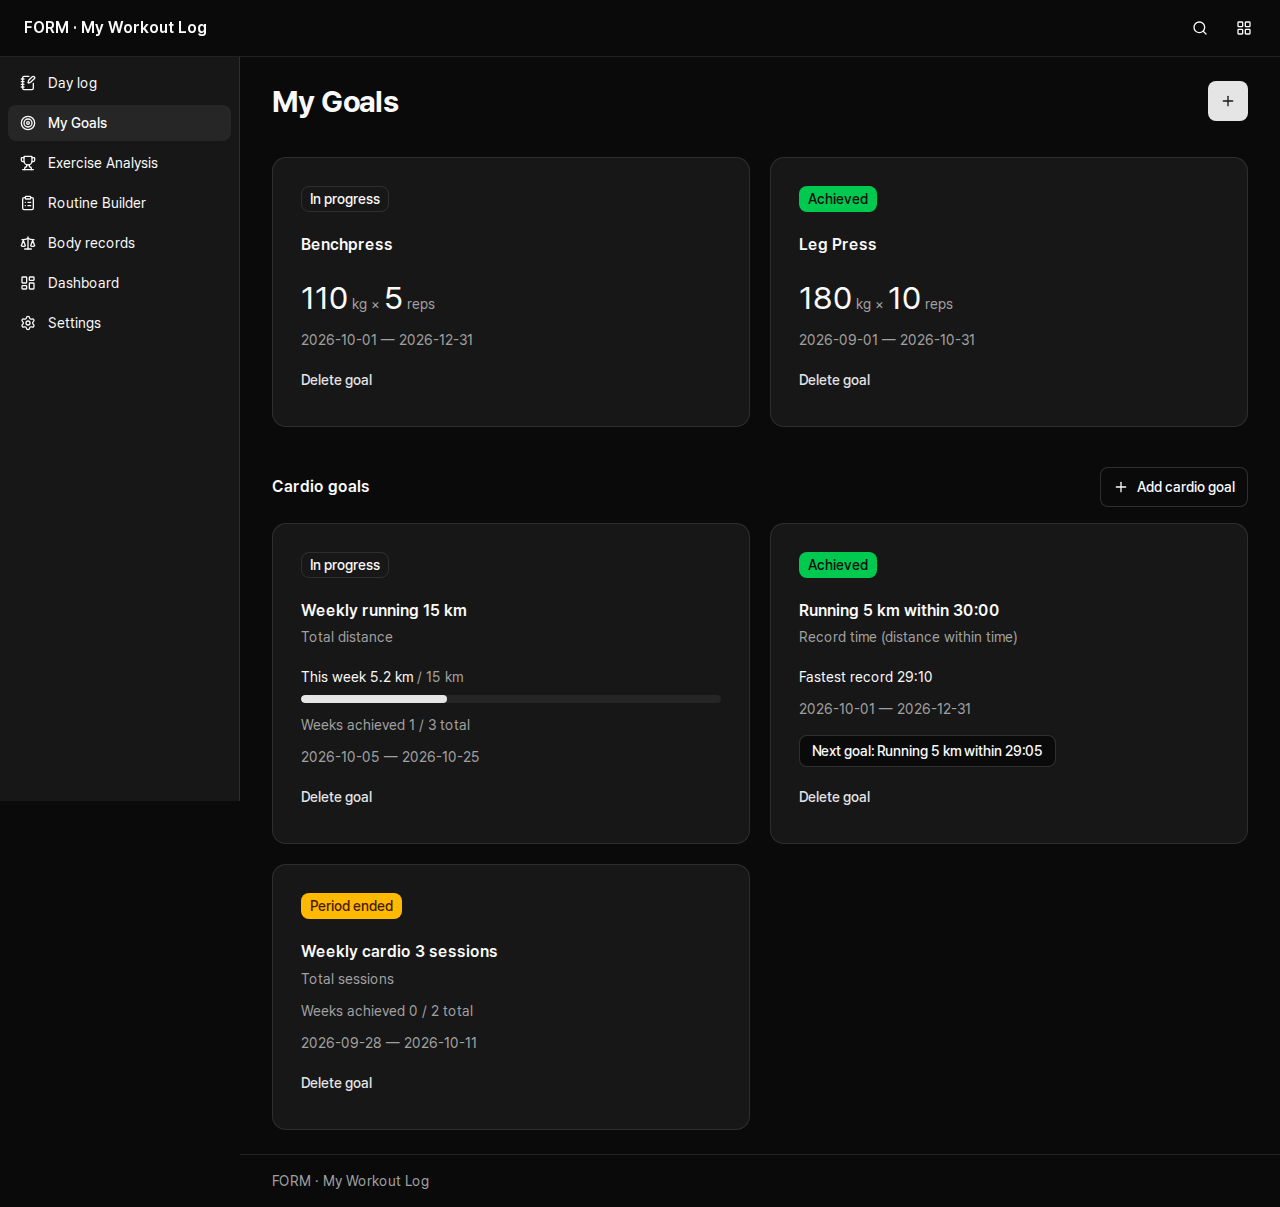 FORM · My Workout Log
Day log
My Goals
Exercise Analysis
Routine Builder
Body records
Dashboard
Settings
My Goals
In progress
Benchpress
110 kg × 5 reps
2026-10-01 — 2026-12-31
Delete goal
Achieved
Leg Press
180 kg × 10 reps
2026-09-01 — 2026-10-31
Delete goal
Cardio goals
Add cardio goal
In progress
Weekly running 15 km
Total distance
This week 5.2 km / 15 km
Weeks achieved 1 / 3 total
2026-10-05 — 2026-10-25
Delete goal
Achieved
Running 5 km within 30:00
Record time (distance within time)
Fastest record 29:10
2026-10-01 — 2026-12-31
Next goal: Running 5 km within 29:05
Delete goal
Period ended
Weekly cardio 3 sessions
Total sessions
Weeks achieved 0 / 2 total
2026-09-28 — 2026-10-11
Delete goal
FORM · My Workout Log